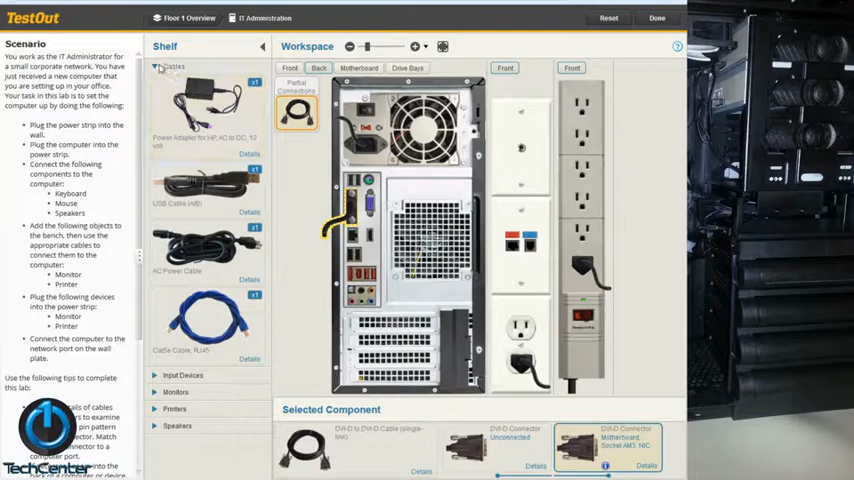 TestOut
Floor 1 Overview
IT Administration
Reset
Done
Scenario
You work as the IT Administrator for
a small corporate network. You have
just received a new computer that
you are setting up in your office.
Your task in this lab is to set the
computer up by doing the following:
Plug the power strip into the
wall.
Plug the computer into the
power strip.
Connect the following
components to the
computer:
Keyboard
Mouse
Speakers
Add the following objects to
the bench, then use the
appropriate cables to
connect them to the
computer:
Monitor
Printer
Plug the following devices
into the power strip:
Monitor
Printer
Connect the computer to the
network port on the wall
plate.
Use the following tips to complete
this lab:
TechCenter
Shelf
Cables
x1
Power Adapter for HP, AC to DC, 12
volt
Details
x1
USB Cable (A/B)
Details
x1
AC Power Cable
Details
x1
Cat5e Cable, RJ45
Details
Input Devices
Monitors
Printers
Speakers
Workspace
?
Front
Back
Motherboard
Drive Bays
Front
Front
Partial
Connections
Selected Component
DVI-D to DVI-D Cable (single-
link)
Details
DVI-D Connector
Unconnected
Details
DVI-D Connector
Motherboard,
Socket AM3, NIC,
Details